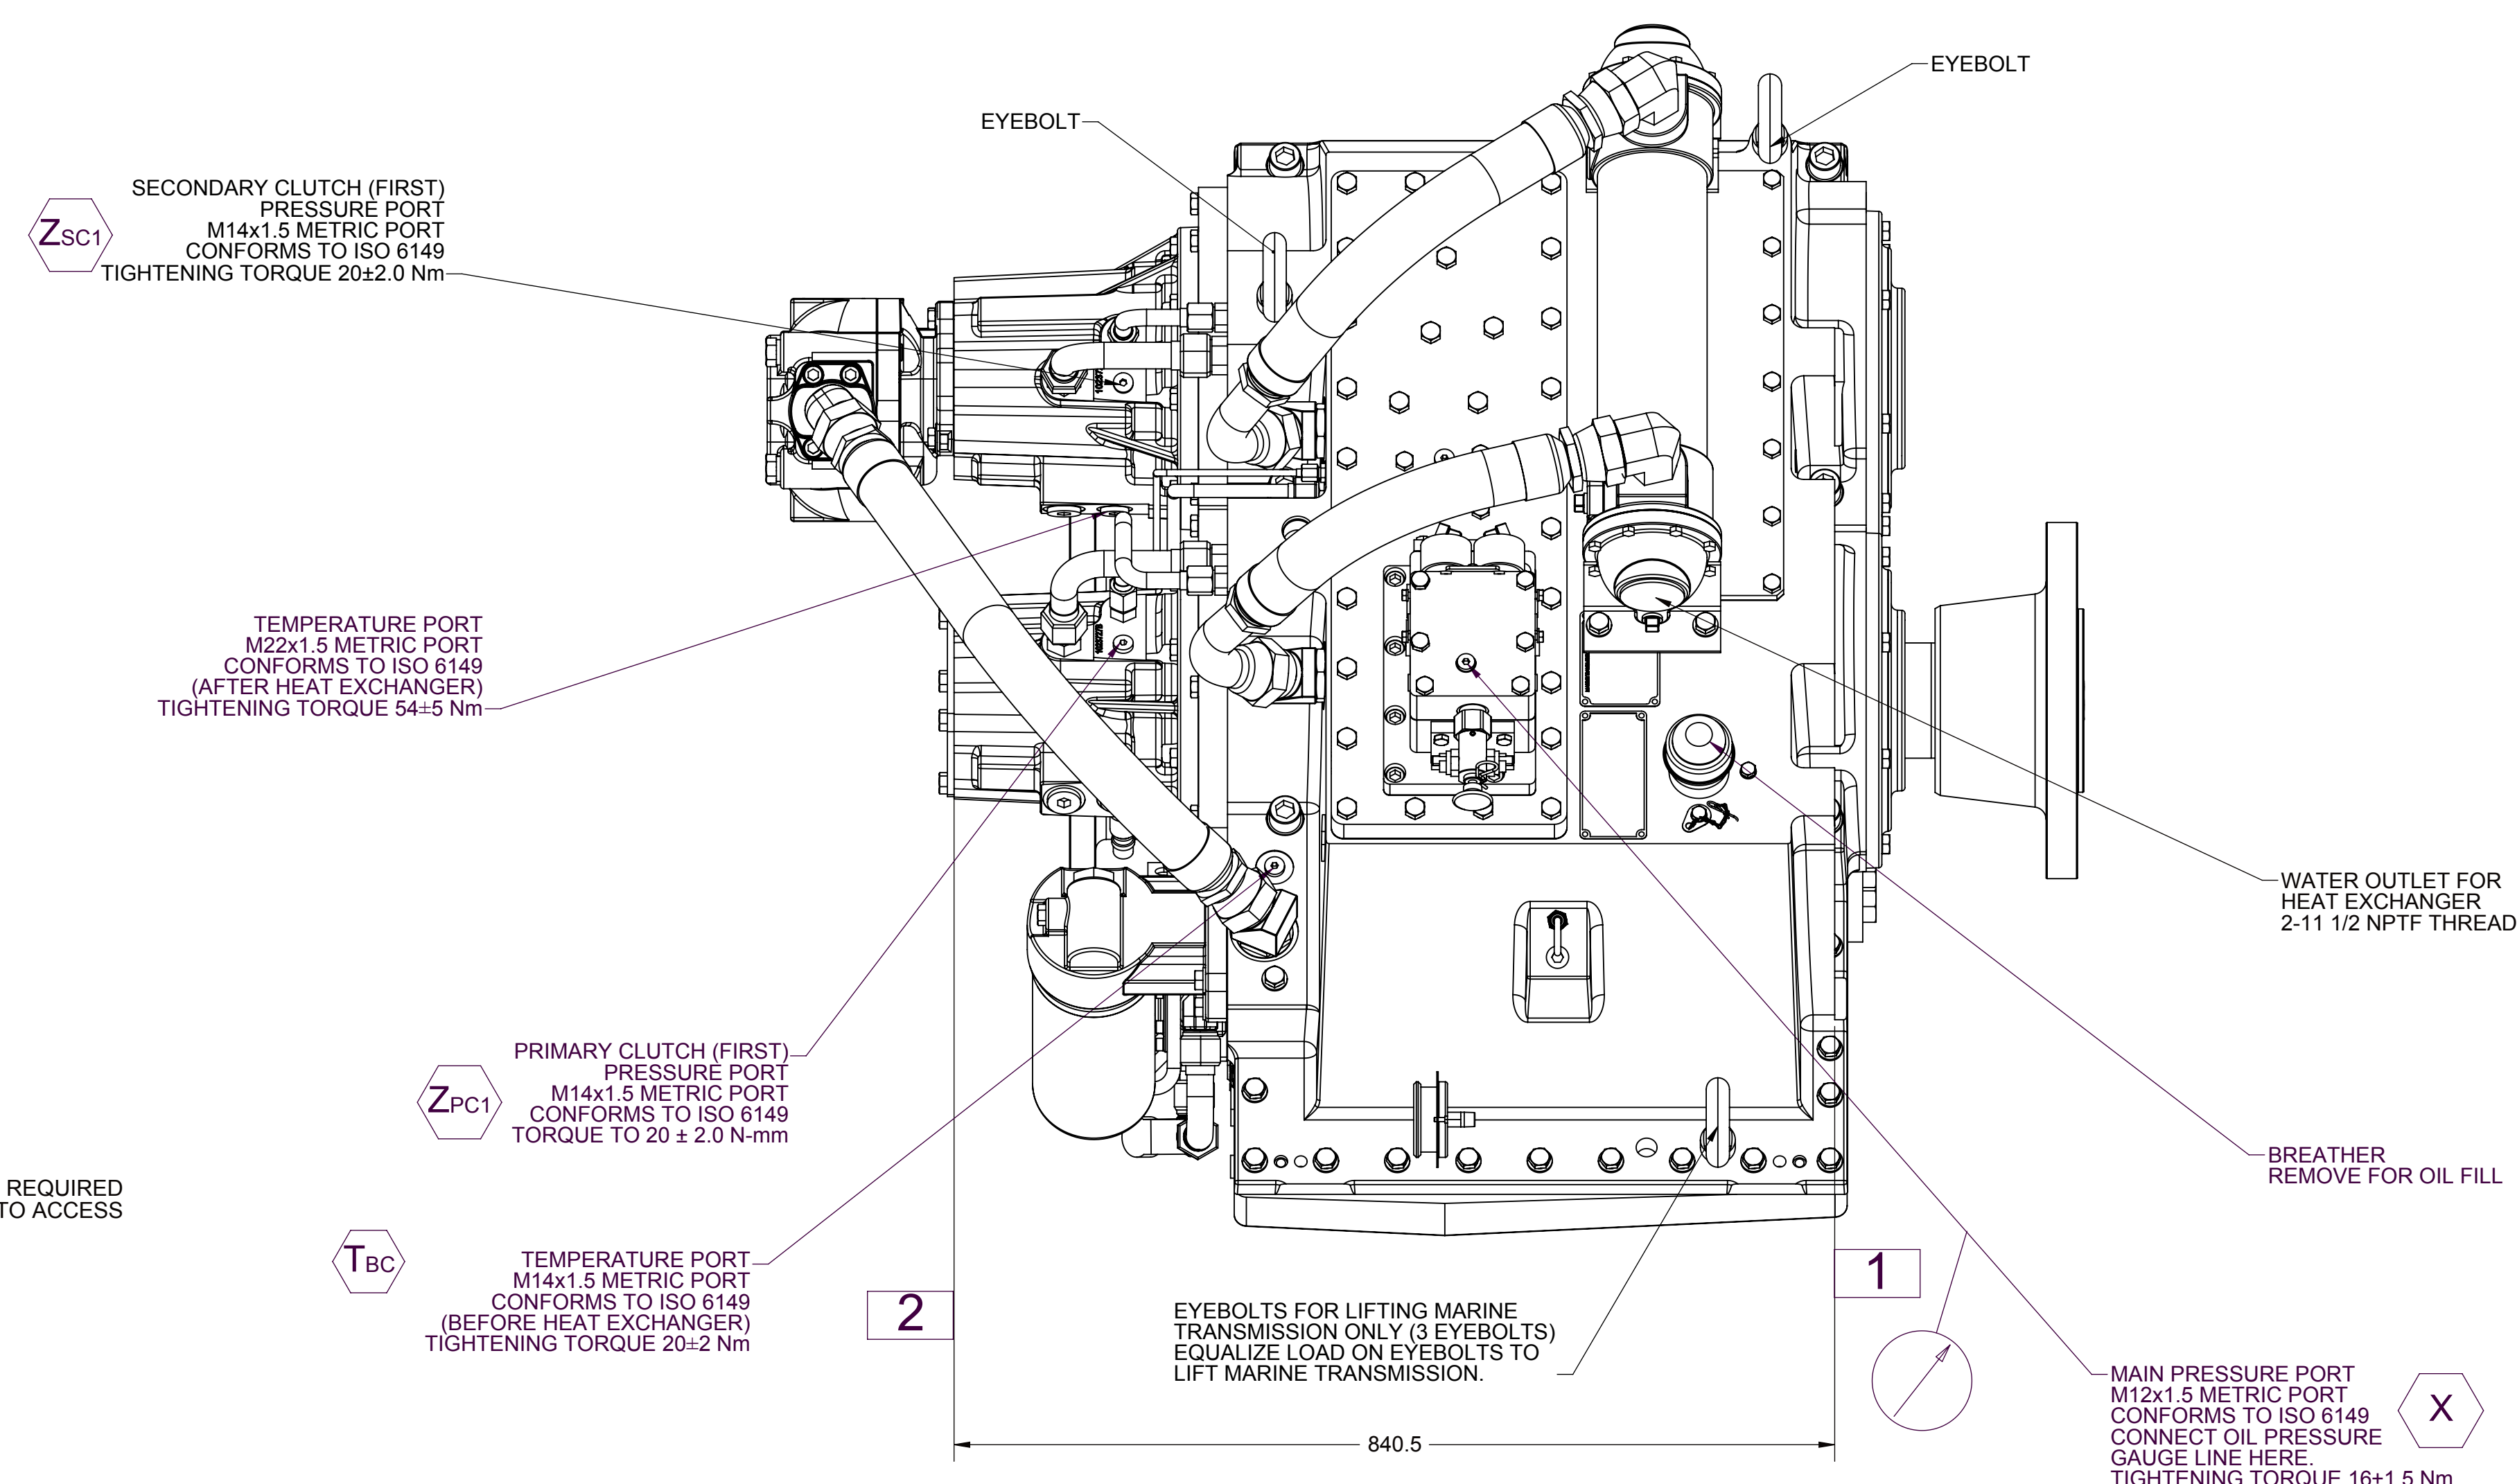 EYEBOLT
EYEBOLT
ZSC1
SECONDARY CLUTCH (FIRST)
PRESSURE PORT
M14x1.5 METRIC PORT
CONFORMS TO ISO 6149
TIGHTENING TORQUE 20±2.0 Nm
TEMPERATURE PORT
M22x1.5 METRIC PORT
CONFORMS TO ISO 6149
(AFTER HEAT EXCHANGER)
TIGHTENING TORQUE 54±5 Nm
WATER OUTLET FOR
HEAT EXCHANGER
2-11 1/2 NPTF THREAD
ZPC1
PRIMARY CLUTCH (FIRST)
PRESSURE PORT
M14x1.5 METRIC PORT
CONFORMS TO ISO 6149
TORQUE TO 20 ± 2.0 N-mm
BREATHER
REMOVE FOR OIL FILL
REQUIRED
TO ACCESS
TBC
TEMPERATURE PORT
M14x1.5 METRIC PORT
CONFORMS TO ISO 6149
(BEFORE HEAT EXCHANGER)
TIGHTENING TORQUE 20±2 Nm
2
1
EYEBOLTS FOR LIFTING MARINE
TRANSMISSION ONLY (3 EYEBOLTS)
EQUALIZE LOAD ON EYEBOLTS TO
LIFT MARINE TRANSMISSION.
MAIN PRESSURE PORT
M12x1.5 METRIC PORT
CONFORMS TO ISO 6149
CONNECT OIL PRESSURE
GAUGE LINE HERE.
TIGHTENING TORQUE 16±1.5 Nm
X
840.5